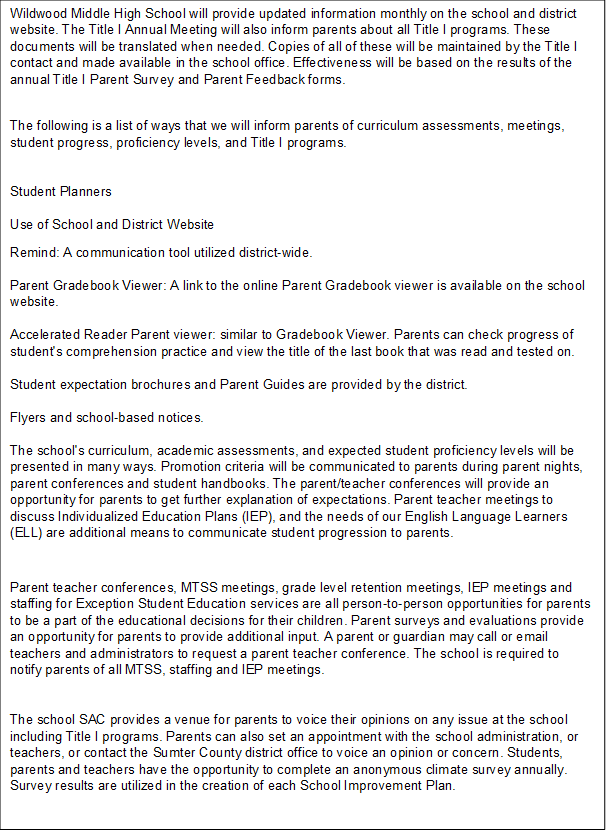 Wildwood Middle High School will provide updated information monthly on the school and district
website. The Title I Annual Meeting will also inform parents about all Title I programs. These
documents will be translated when needed. Copies of all of these will be maintained by the Title I
contact and made available in the school office. Effectiveness will be based on the results of the
annual Title I Parent Survey and Parent Feedback forms.
The following is a list of ways that we will inform parents of curriculum assessments, meetings,
student progress, proficiency levels, and Title I programs.
Student Planners
Use of School and District Website
Remind: A communication tool utilized district-wide.
Parent Gradebook Viewer: A link to the online Parent Gradebook viewer is available on the school
website.
Accelerated Reader Parent viewer: similar to Gradebook Viewer. Parents can check progress of
student's comprehension practice and view the title of the last book that was read and tested on.
Student expectation brochures and Parent Guides are provided by the district.
Flyers and school-based notices.
The school's curriculum, academic assessments, and expected student proficiency levels will be
presented in many ways. Promotion criteria will be communicated to parents during parent nights,
parent conferences and student handbooks. The parent/teacher conferences will provide an
opportunity for parents to get further explanation of expectations. Parent teacher meetings to
discuss Individualized Education Plans (IEP), and the needs of our English Language Learners
(ELL) are additional means to communicate student progression to parents.
Parent teacher conferences, MTSS meetings, grade level retention meetings, IEP meetings and
staffing for Exception Student Education services are all person-to-person opportunities for parents
to be a part of the educational decisions for their children. Parent surveys and evaluations provide
an opportunity for parents to provide additional input. A parent or guardian may call or email
teachers and administrators to request a parent teacher conference. The school is required to
notify parents of all MTSS, staffing and IEP meetings.
The school SAC provides a venue for parents to voice their opinions on any issue at the school
including Title I programs. Parents can also set an appointment with the school administration, or
teachers, or contact the Sumter County district office to voice an opinion or concern. Students,
parents and teachers have the opportunity to complete an anonymous climate survey annually.
Survey results are utilized in the creation of each School Improvement Plan.